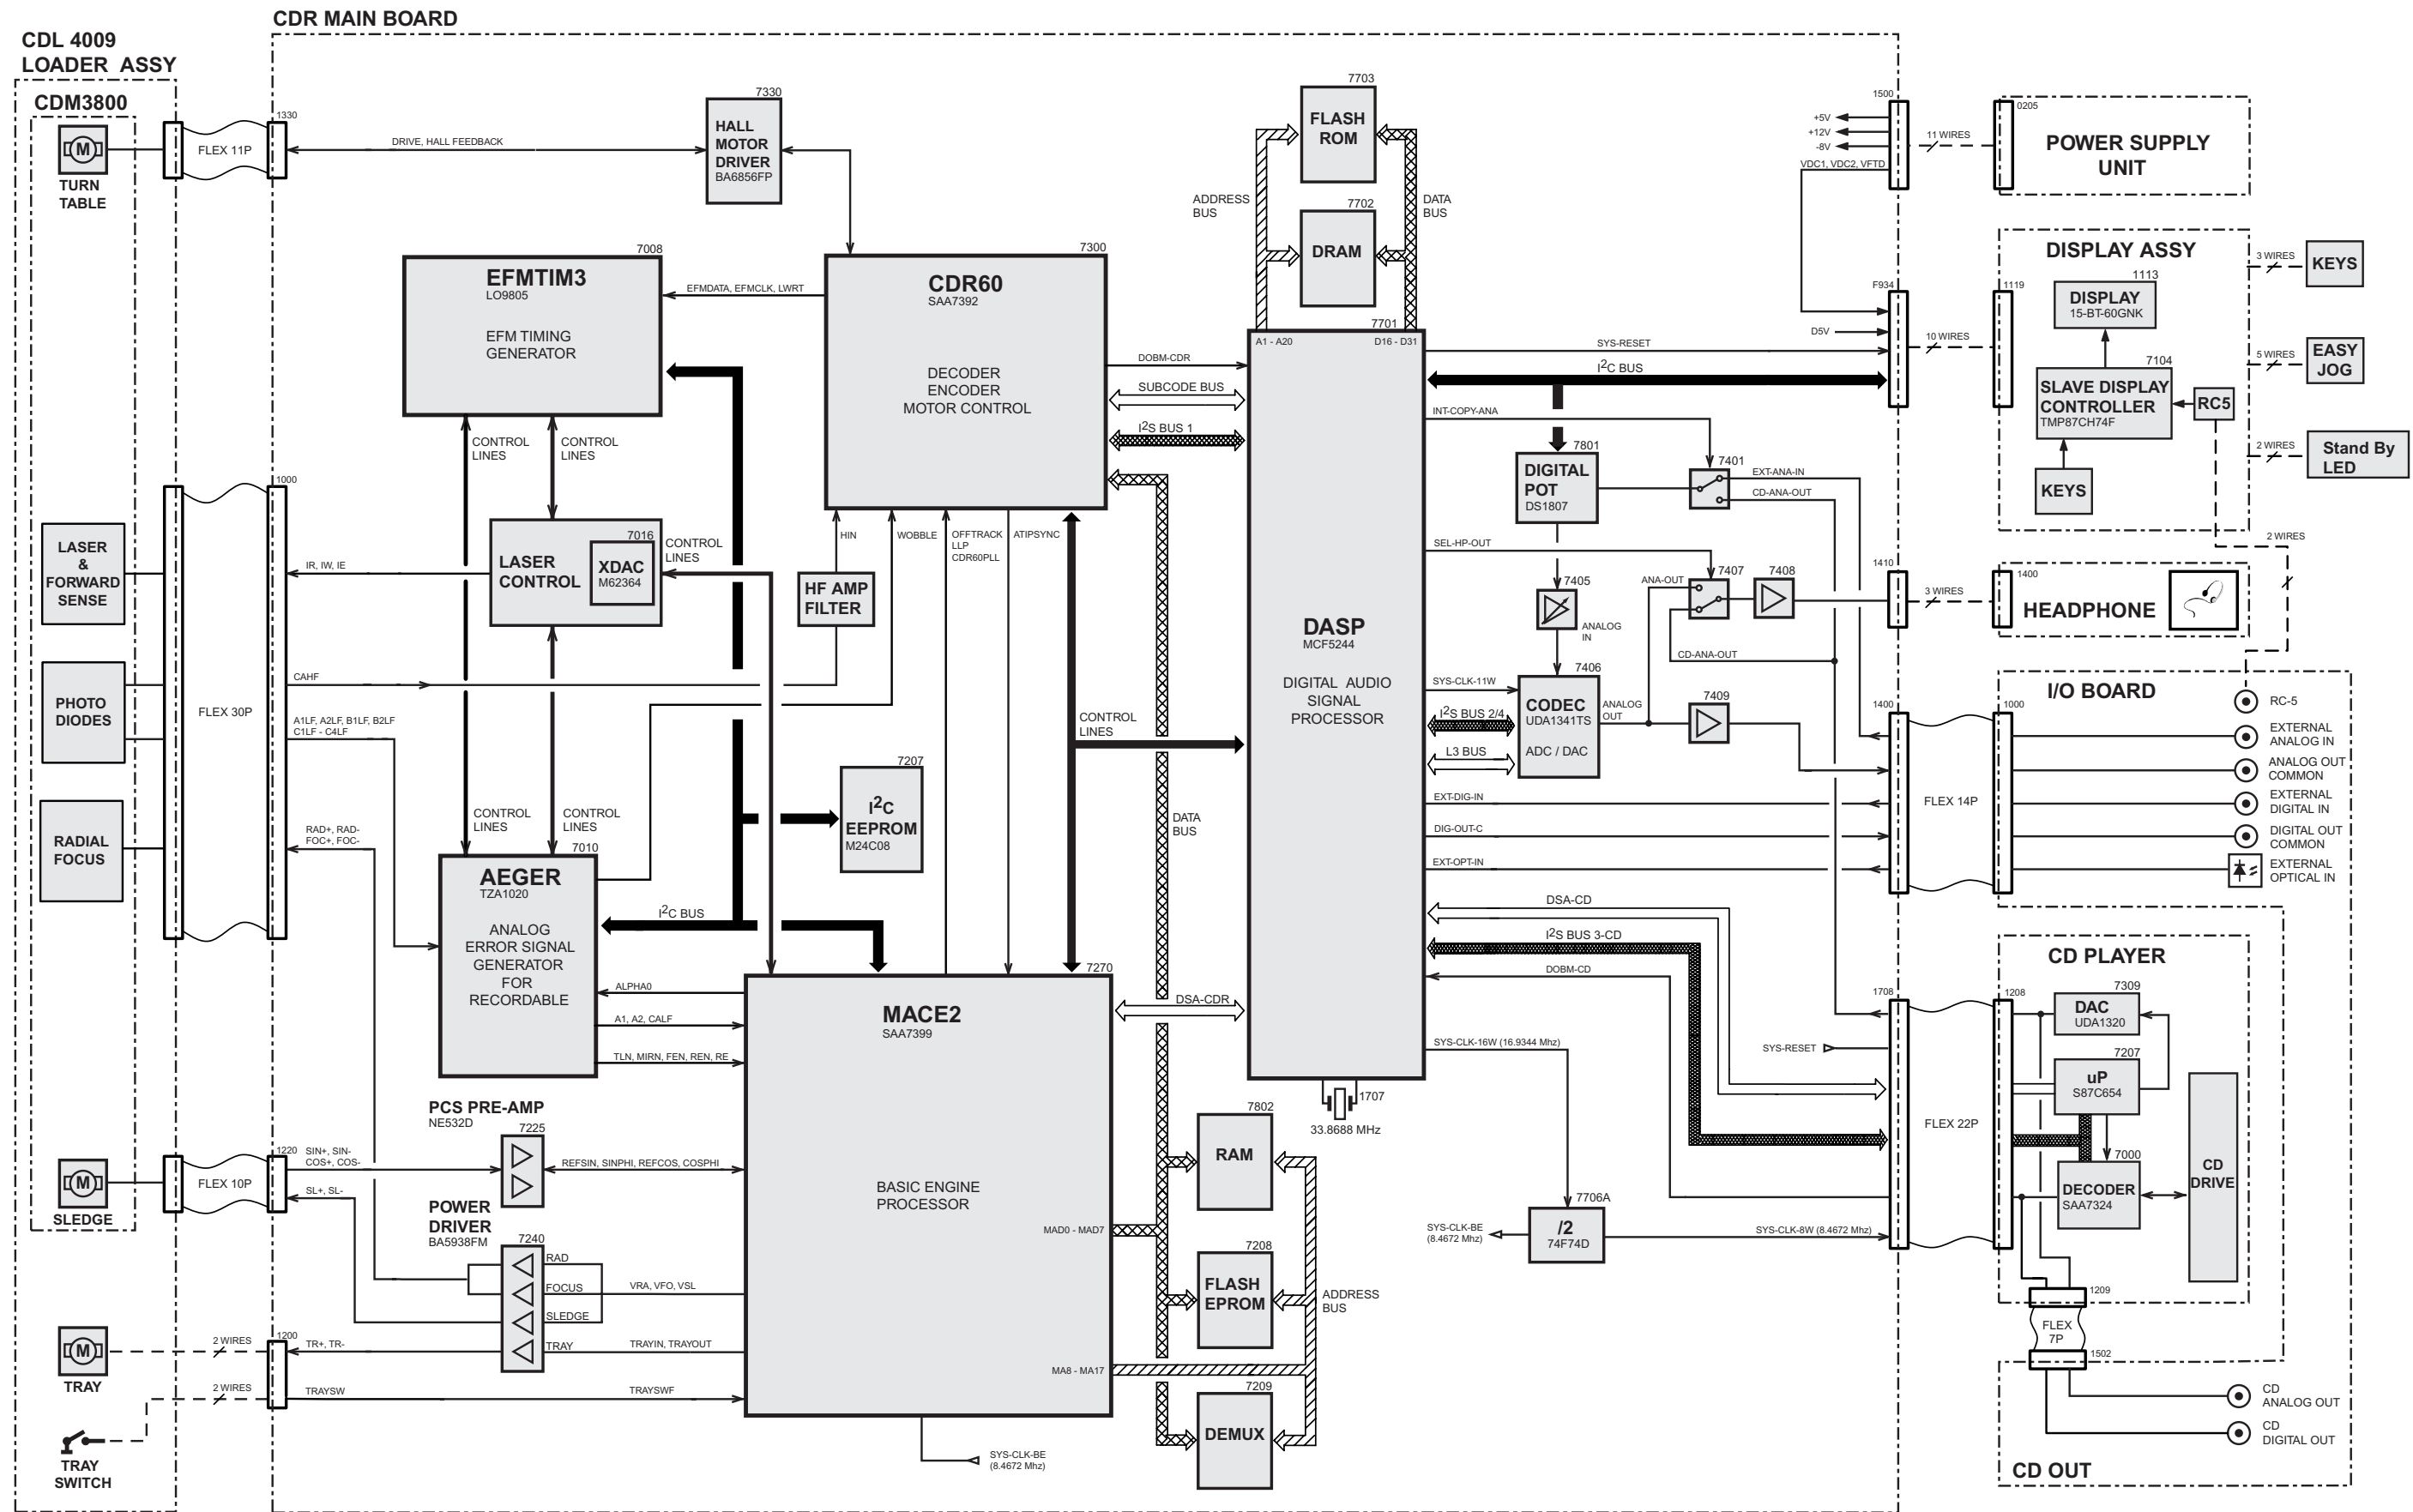 CDR MAIN BOARD
CDL 4009
LOADER ASSY
CDM3800
M
TURN
TABLE
FLEX 11P
1330
DRIVE, HALL FEEDBACK
7330
HALL
MOTOR
DRIVER
BA6856FP
7008
EFMTIM3
LO9805
EFM TIMING
GENERATOR
EFMDATA, EFMCLK, LWRT
7300
CDR60
SAA7392
DECODER
ENCODER
MOTOR CONTROL
7703
FLASH
ROM
ADDRESS
BUS
DATA
BUS
7702
DRAM
7701
A1 - A20
D16 - D31
DOBM-CDR
SUBCODE BUS
I2S BUS 1
DASP
MCF5244
DIGITAL AUDIO
SIGNAL
PROCESSOR
1500
+5V
+12V
-8V
VDC1, VDC2, VFTD
11 WIRES
0205
POWER SUPPLY
UNIT
F934
D5V
SYS-RESET
I2C BUS
10 WIRES
1119
DISPLAY ASSY
1113
DISPLAY
15-BT-60GNK
7104
SLAVE DISPLAY
CONTROLLER
TMP87CH74F
RC5
KEYS
3 WIRES
KEYS
5 WIRES
EASY
JOG
2 WIRES
Stand By
LED
2 WIRES
INT-COPY-ANA
7801
DIGITAL
POT
DS1807
7401
EXT-ANA-IN
CD-ANA-OUT
SEL-HP-OUT
7405
ANALOG
IN
ANA-OUT
7407
7408
CD-ANA-OUT
1410
3 WIRES
1400
HEADPHONE
SYS-CLK-11W
I2S BUS 2/4
L3 BUS
7406
CODEC
UDA1341TS
ADC / DAC
ANALOG
OUT
7409
EXT-DIG-IN
DIG-OUT-C
EXT-OPT-IN
1400
FLEX 14P
1000
I/O BOARD
RC-5
EXTERNAL
ANALOG IN
ANALOG OUT
COMMON
EXTERNAL
DIGITAL IN
DIGITAL OUT
COMMON
EXTERNAL
OPTICAL IN
CONTROL
LINES
CONTROL
LINES
1000
LASER
&
FORWARD
SENSE
PHOTO
DIODES
RADIAL
FOCUS
FLEX 30P
IR, IW, IE
CAHF
A1LF, A2LF, B1LF, B2LF
C1LF - C4LF
RAD+, RAD-
FOC+, FOC-
LASER
CONTROL
7016
XDAC
M62364
CONTROL
LINES
HF AMP
FILTER
HIN
WOBBLE
OFFTRACK
LLP
CDR60PLL
ATIPSYNC
CONTROL
LINES
7207
I2C
EEPROM
M24C08
DATA
BUS
CONTROL
LINES
CONTROL
LINES
7010
AEGER
TZA1020
ANALOG
ERROR SIGNAL
GENERATOR
FOR
RECORDABLE
I2C BUS
ALPHA0
A1, A2, CALF
TLN, MIRN, FEN, REN, RE
7270
MACE2
SAA7399
BASIC ENGINE
PROCESSOR
MAD0 - MAD7
MA8 - MA17
DSA-CDR
DSA-CD
I2S BUS 3-CD
DOBM-CD
SYS-CLK-16W (16.9344 Mhz)
1707
33.8688 MHz
SYS-RESET
1708
FLEX 22P
1208
CD PLAYER
7309
DAC
UDA1320
7207
uP
S87C654
7000
DECODER
SAA7324
CD
DRIVE
7706A
/2
74F74D
SYS-CLK-BE
(8.4672 Mhz)
SYS-CLK-8W (8.4672 Mhz)
1209
FLEX
7P
1502
CD
ANALOG OUT
CD
DIGITAL OUT
CD OUT
PCS PRE-AMP
NE532D
7225
M
SLEDGE
FLEX 10P
1220
SIN+, SIN-
COS+, COS-
SL+, SL-
REFSIN, SINPHI, REFCOS, COSPHI
POWER
DRIVER
BA5938FM
7240
RAD
FOCUS
SLEDGE
TRAY
VRA, VFO, VSL
TRAYIN, TRAYOUT
M
TRAY
2 WIRES
1200
TR+, TR-
2 WIRES
TRAYSW
TRAYSWF
TRAY
SWITCH
SYS-CLK-BE
(8.4672 Mhz)
7802
RAM
7208
FLASH
EPROM
ADDRESS
BUS
7209
DEMUX